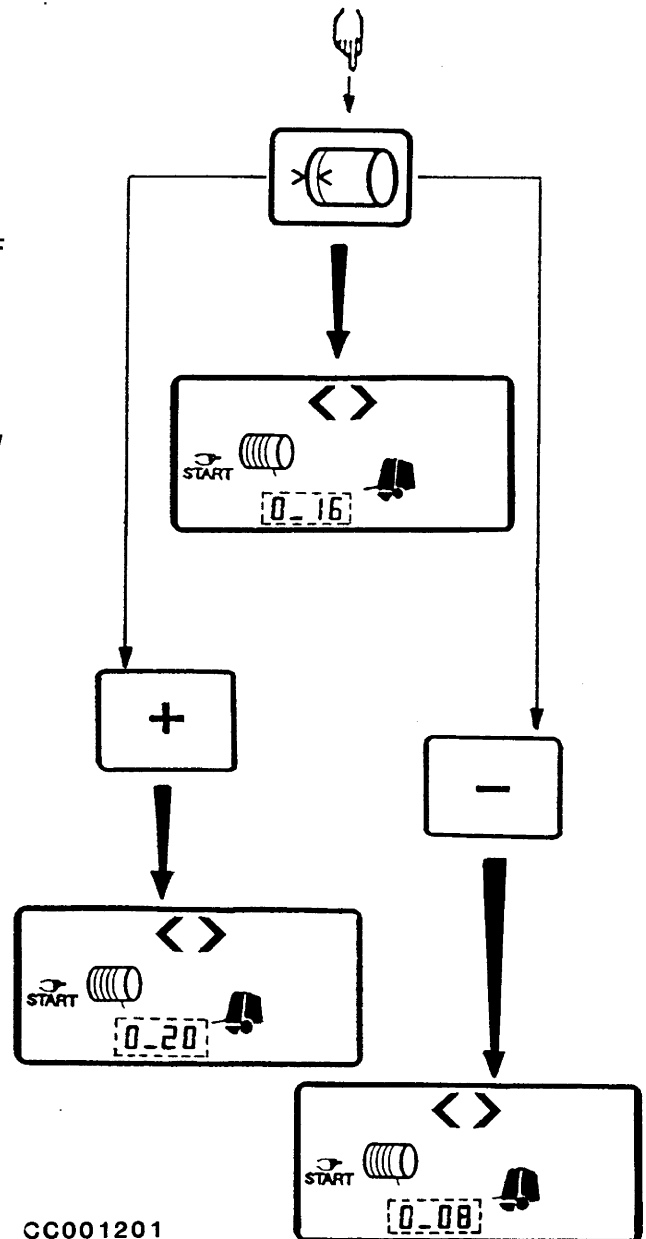 > <
< >
START
0_16
+
−
< >
START
0_20
< >
START
0_08
CC001201